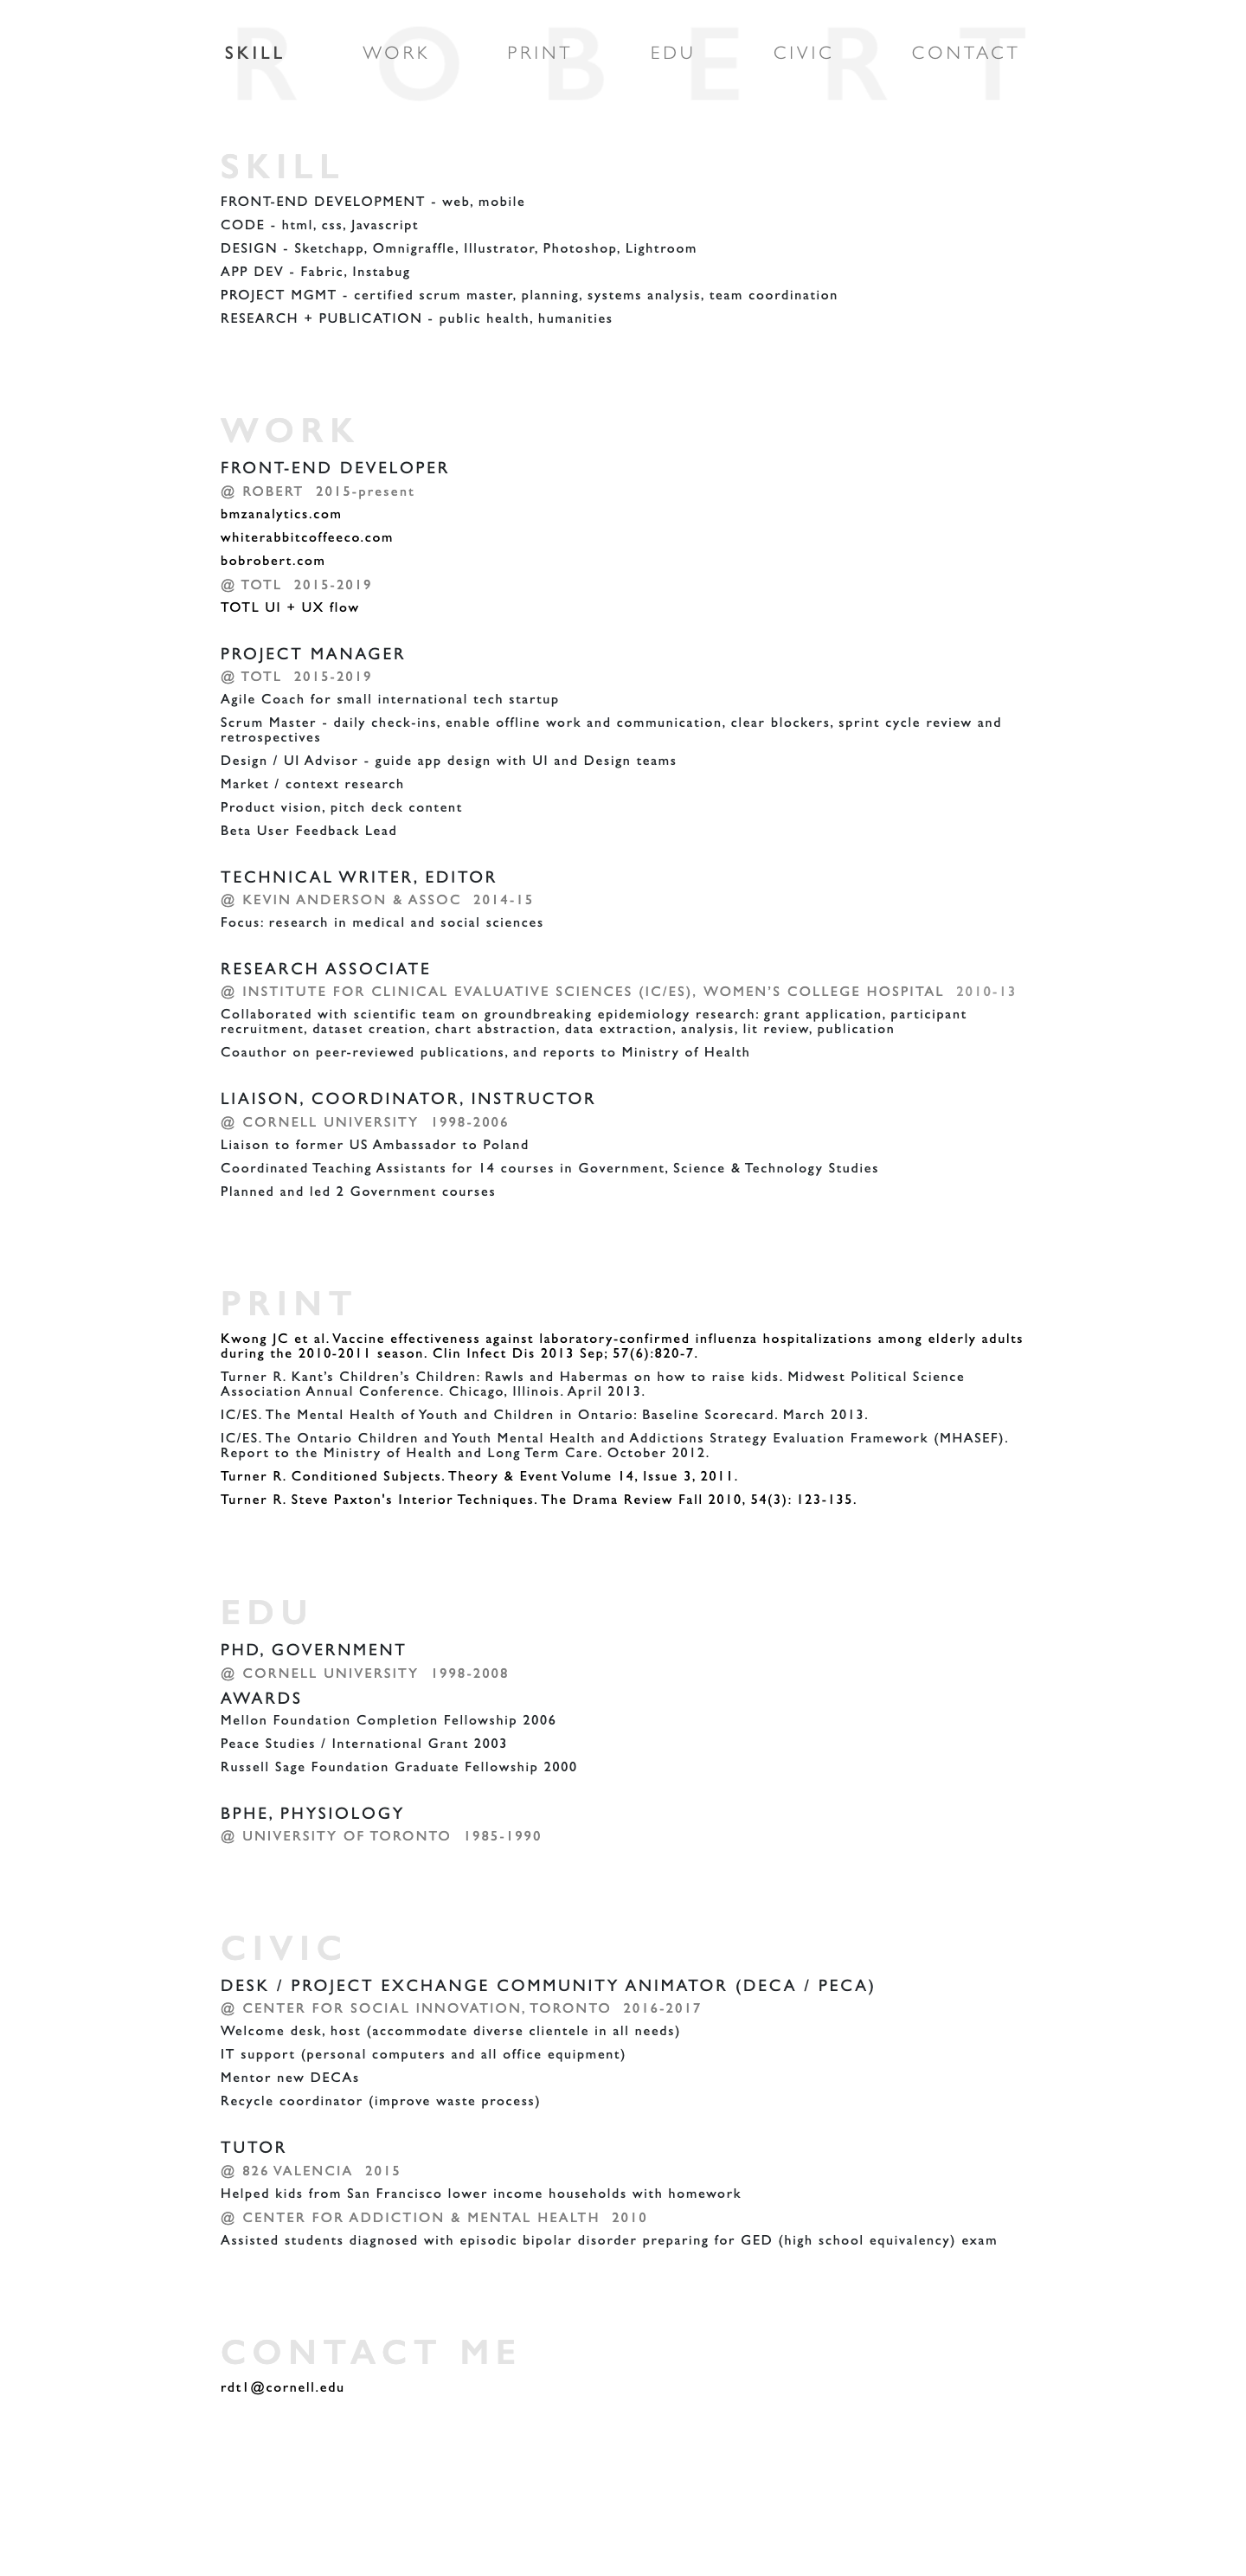 ROBERT
SKILL WORK PRINT EDU CIVIC CONTACT
SKILL
FRONT-END DEVELOPMENT - web, mobile
CODE - html, css, Javascript
DESIGN - Sketchapp, Omnigraffle, Illustrator, Photoshop, Lightroom
APP DEV - Fabric, Instabug
PROJECT MGMT - certified scrum master, planning, systems analysis, team coordination
RESEARCH + PUBLICATION - public health, humanities
WORK
FRONT-END DEVELOPER
@ ROBERT 2015-present
bmzanalytics.com
whiterabbitcoffeeco.com
bobrobert.com
@ TOTL 2015-2019
TOTL UI + UX flow
PROJECT MANAGER
@ TOTL 2015-2019
Agile Coach for small international tech startup
Scrum Master - daily check-ins, enable offline work and communication, clear blockers, sprint cycle review and
retrospectives
Design / UI Advisor - guide app design with UI and Design teams
Market / context research
Product vision, pitch deck content
Beta User Feedback Lead
TECHNICAL WRITER, EDITOR
@ KEVIN ANDERSON & ASSOC 2014-15
Focus: research in medical and social sciences
RESEARCH ASSOCIATE
@ INSTITUTE FOR CLINICAL EVALUATIVE SCIENCES (IC/ES), WOMEN'S COLLEGE HOSPITAL 2010-13
Collaborated with scientific team on groundbreaking epidemiology research: grant application, participant
recruitment, dataset creation, chart abstraction, data extraction, analysis, lit review, publication
Coauthor on peer-reviewed publications, and reports to Ministry of Health
LIAISON, COORDINATOR, INSTRUCTOR
@ CORNELL UNIVERSITY 1998-2006
Liaison to former US Ambassador to Poland
Coordinated Teaching Assistants for 14 courses in Government, Science & Technology Studies
Planned and led 2 Government courses
PRINT
Kwong JC et al. Vaccine effectiveness against laboratory-confirmed influenza hospitalizations among elderly adults
during the 2010-2011 season. Clin Infect Dis 2013 Sep; 57(6):820-7.
Turner R. Kant's Children's Children: Rawls and Habermas on how to raise kids. Midwest Political Science
Association Annual Conference. Chicago, Illinois. April 2013.
IC/ES. The Mental Health of Youth and Children in Ontario: Baseline Scorecard. March 2013.
IC/ES. The Ontario Children and Youth Mental Health and Addictions Strategy Evaluation Framework (MHASEF).
Report to the Ministry of Health and Long Term Care. October 2012.
Turner R. Conditioned Subjects. Theory & Event Volume 14, Issue 3, 2011.
Turner R. Steve Paxton's Interior Techniques. The Drama Review Fall 2010, 54(3): 123-135.
EDU
PHD, GOVERNMENT
@ CORNELL UNIVERSITY 1998-2008
AWARDS
Mellon Foundation Completion Fellowship 2006
Peace Studies / International Grant 2003
Russell Sage Foundation Graduate Fellowship 2000
BPHE, PHYSIOLOGY
@ UNIVERSITY OF TORONTO 1985-1990
CIVIC
DESK / PROJECT EXCHANGE COMMUNITY ANIMATOR (DECA / PECA)
@ CENTER FOR SOCIAL INNOVATION, TORONTO 2016-2017
Welcome desk, host (accommodate diverse clientele in all needs)
IT support (personal computers and all office equipment)
Mentor new DECAs
Recycle coordinator (improve waste process)
TUTOR
@ 826 VALENCIA 2015
Helped kids from San Francisco lower income households with homework
@ CENTER FOR ADDICTION & MENTAL HEALTH 2010
Assisted students diagnosed with episodic bipolar disorder preparing for GED (high school equivalency) exam
CONTACT ME
rdt1@cornell.edu